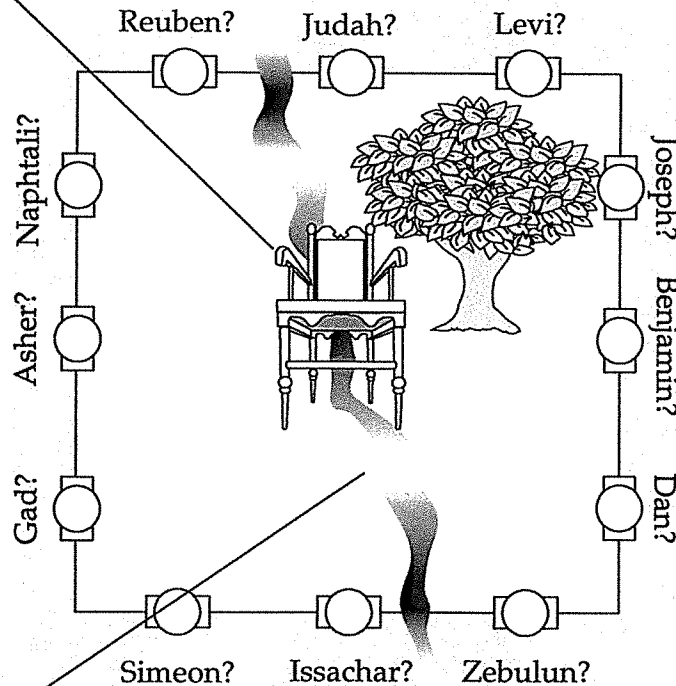 Reuben? Judah? Levi?
Naphtali?
Asher?
Gad?
Joseph?
Benjamin?
Dan?
Simeon? Issachar? Zebulun?